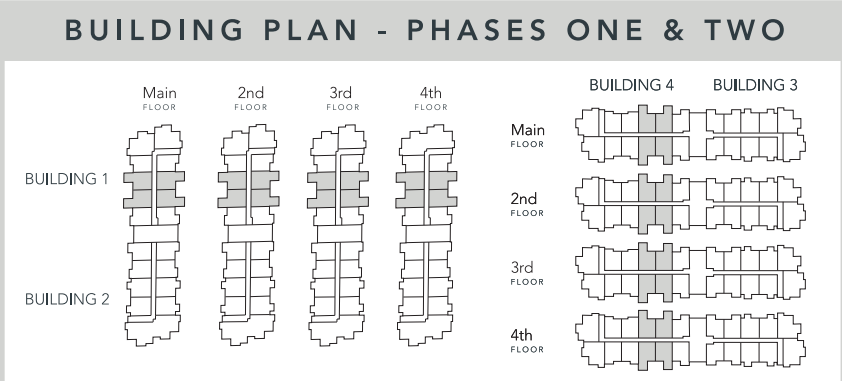 BUILDING PLAN - PHASES ONE & TWO
Main
FLOOR
2nd
FLOOR
3rd
FLOOR
4th
FLOOR
BUILDING 1
BUILDING 2
BUILDING 4
BUILDING 3
Main
FLOOR
2nd
FLOOR
3rd
FLOOR
4th
FLOOR